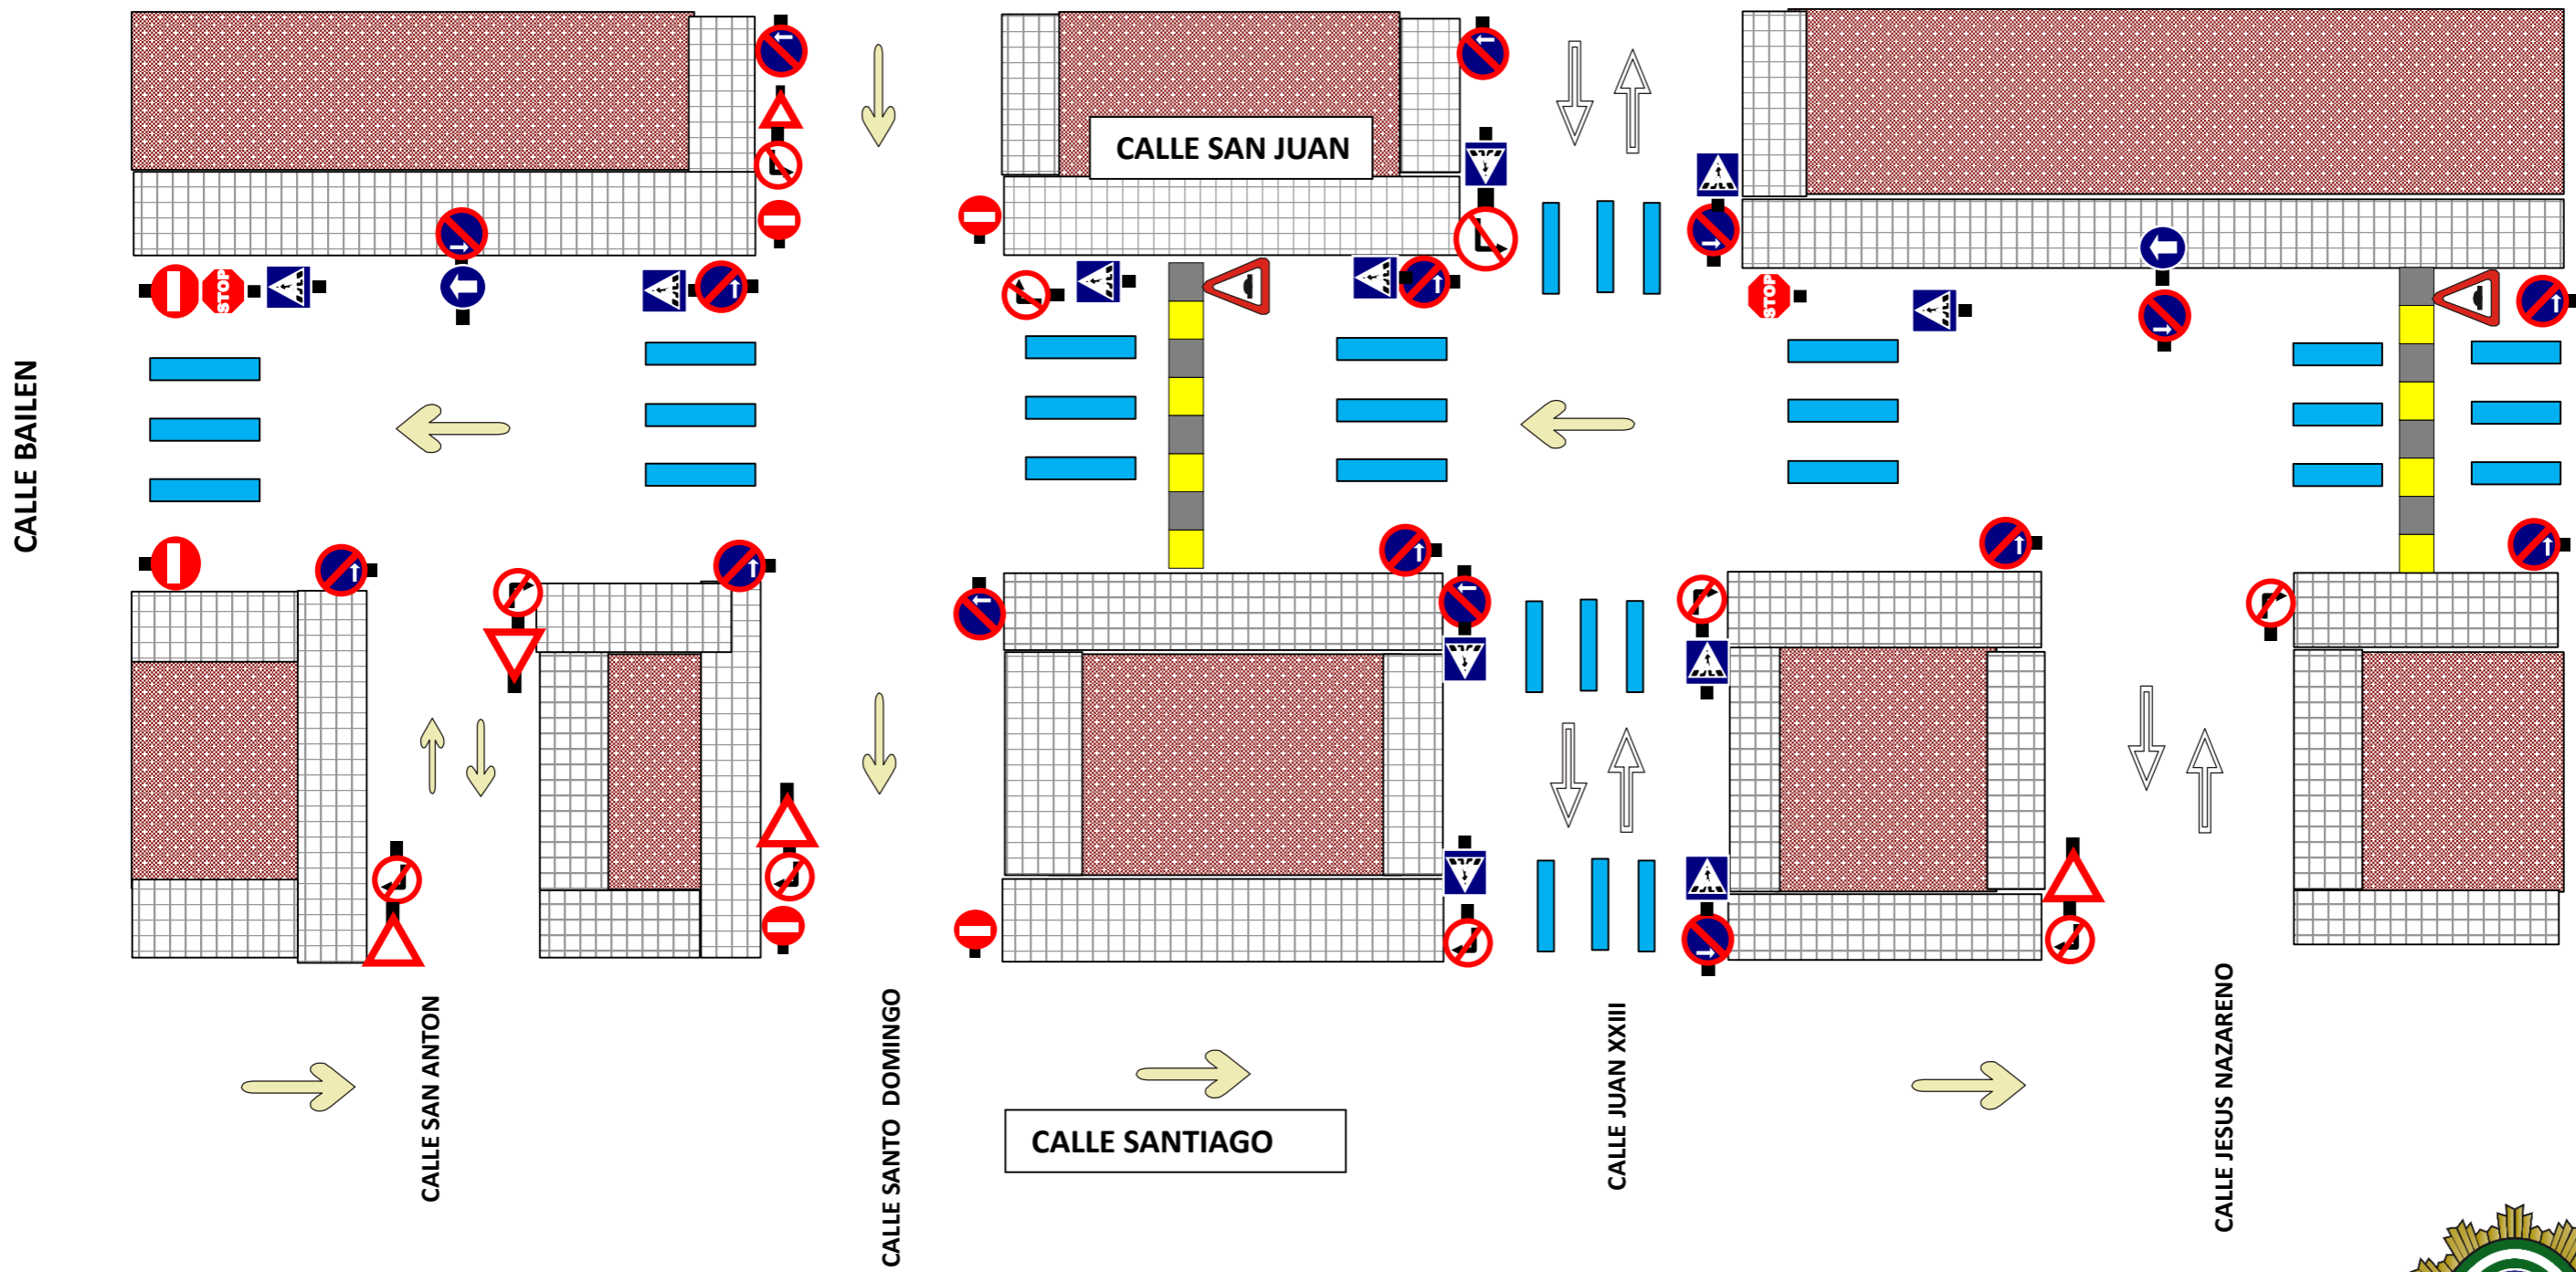 CALLE SAN JUAN
STOP
STOP
CALLE BAILEN
CALLE SAN ANTON
CALLE SANTO DOMINGO
CALLE SANTIAGO
CALLE JUAN XXIII
CALLE JESUS NAZARENO